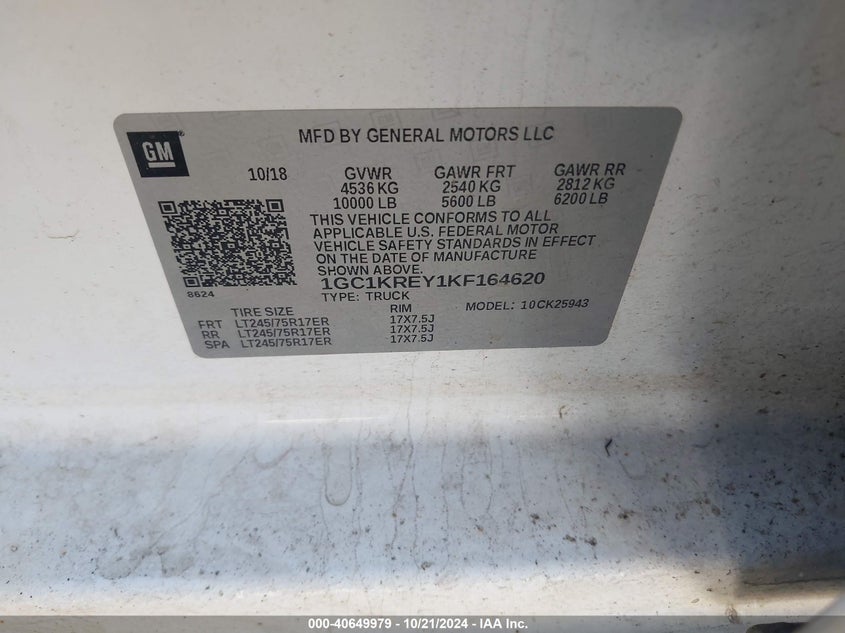 GM
MFD BY GENERAL MOTORS LLC
10/18 GVWR GAWR FRT GAWR RR
4536 KG 2540 KG 2812 KG
10000 LB 5600 LB 6200 LB
THIS VEHICLE CONFORMS TO ALL
APPLICABLE U.S. FEDERAL MOTOR
VEHICLE SAFETY STANDARDS IN EFFECT
ON THE DATE OF MANUFACTURE
SHOWN ABOVE.
8624
1GC1KREY1KF164620
TYPE: TRUCK MODEL: 10CK25943
TIRE SIZE RIM
FRT LT245/75R17ER 17X7.5J
RR LT245/75R17ER 17X7.5J
SPA LT245/75R17ER 17X7.5J
000-40649979 - 10/21/2024 - IAA Inc.